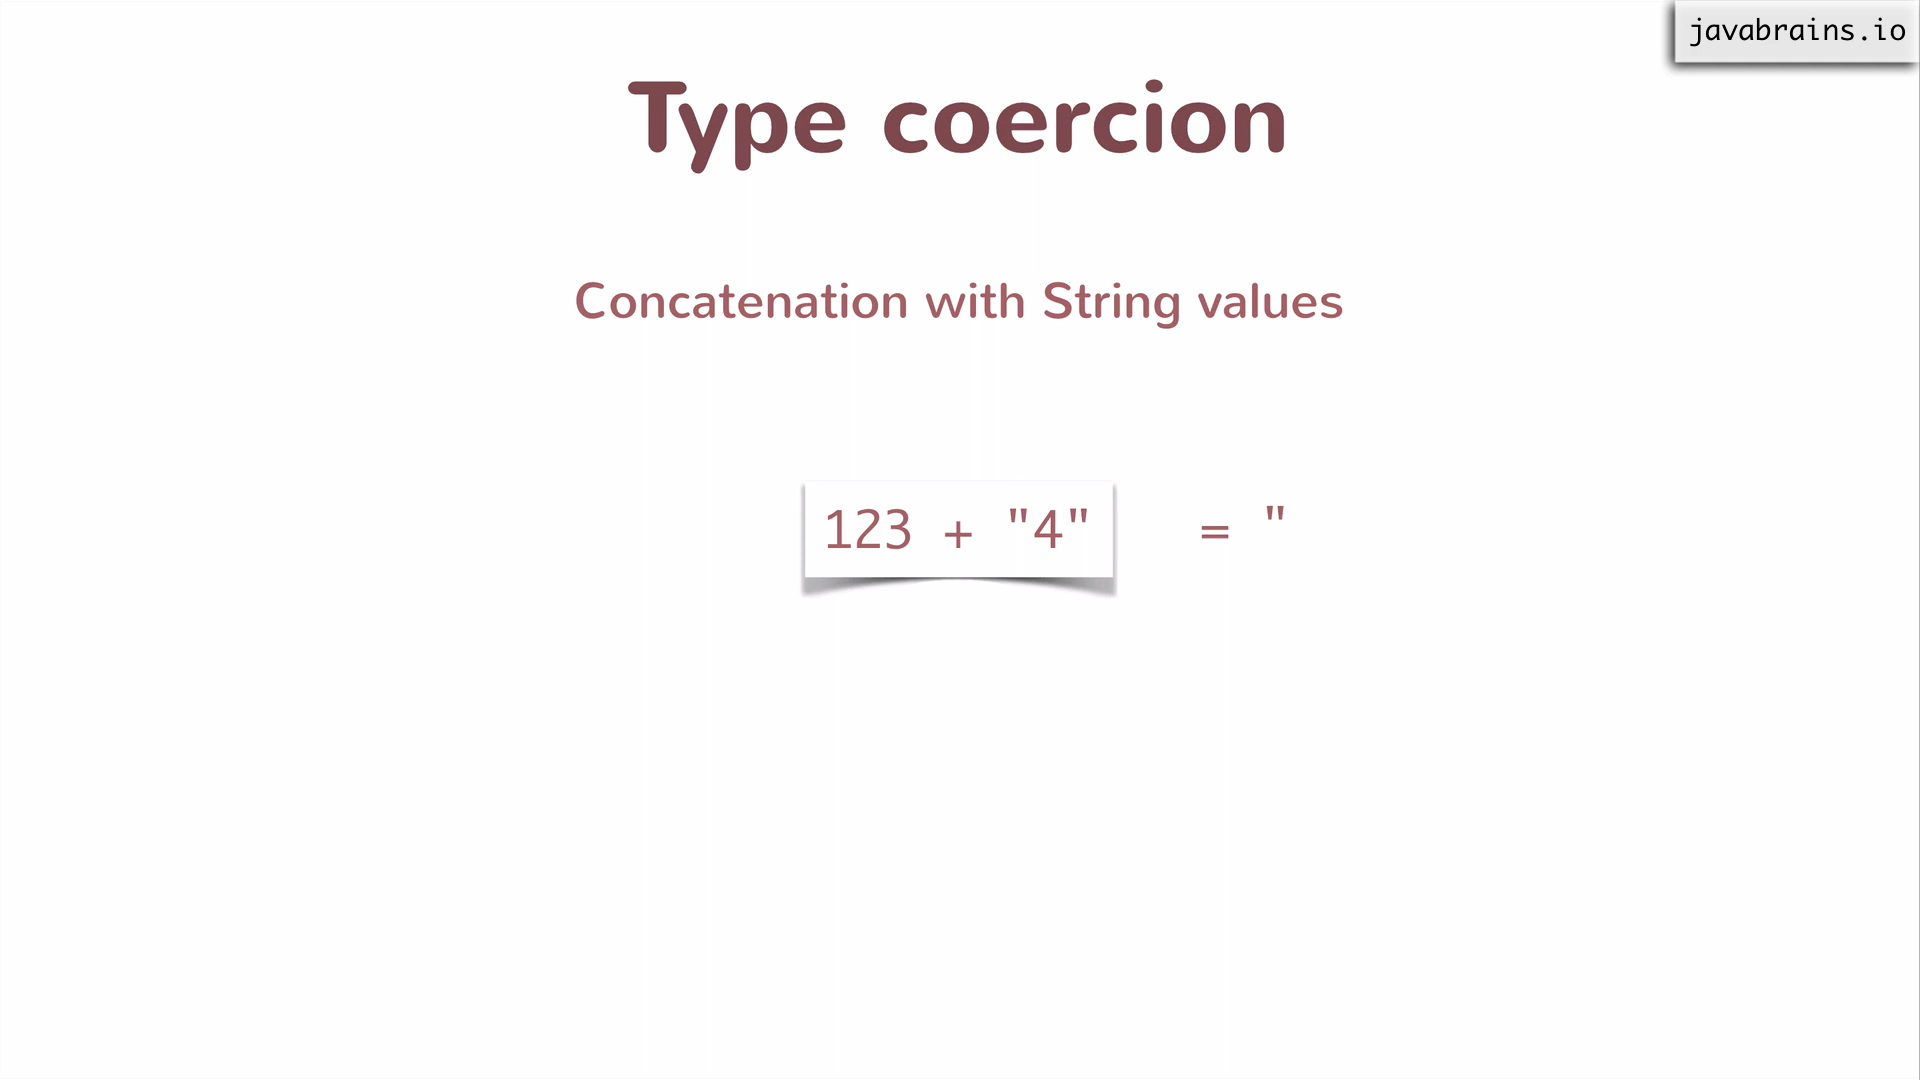 javabrains.io
Type coercion
Concatenation with String values
123 + "4" = "